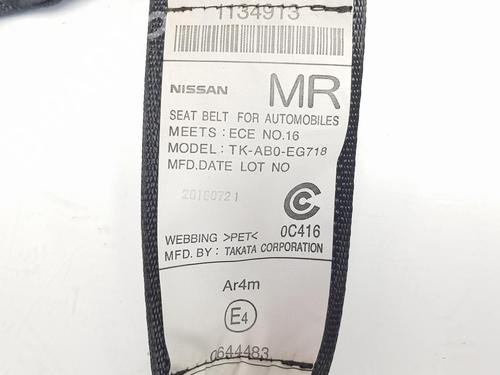 1134913
NISSAN MR
SEAT BELT FOR AUTOMOBILES
MEETS : ECE NO.16
MODEL : TK-AB0-EG718
MFD.DATE LOT NO
20160721
0C416
WEBBING >PET<
MFD. BY : TAKATA CORPORATION
Ar4m
E4
644483